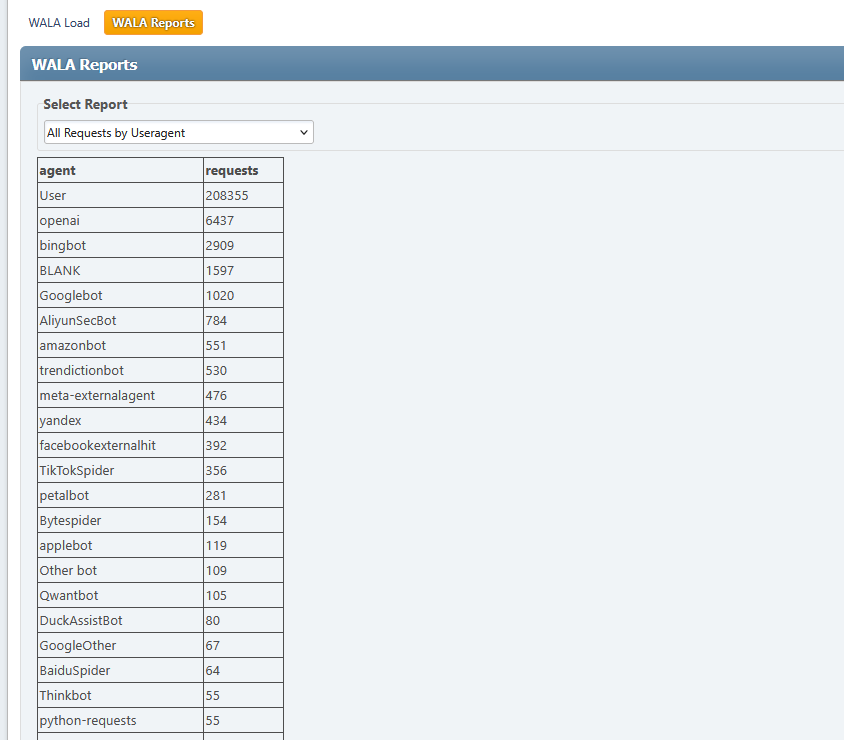 WALA Load WALA Reports
WALA Reports
Select Report
All Requests by Useragent
agent requests
User 208355
openai 6437
bingbot 2909
BLANK 1597
Googlebot 1020
AliyunSecBot 784
amazonbot 551
trendictionbot 530
meta-externalagent 476
yandex 434
facebookexternalhit 392
TikTokSpider 356
petalbot 281
Bytespider 154
applebot 119
Other bot 109
Qwantbot 105
DuckAssistBot 80
GoogleOther 67
BaiduSpider 64
Thinkbot 55
python-requests 55